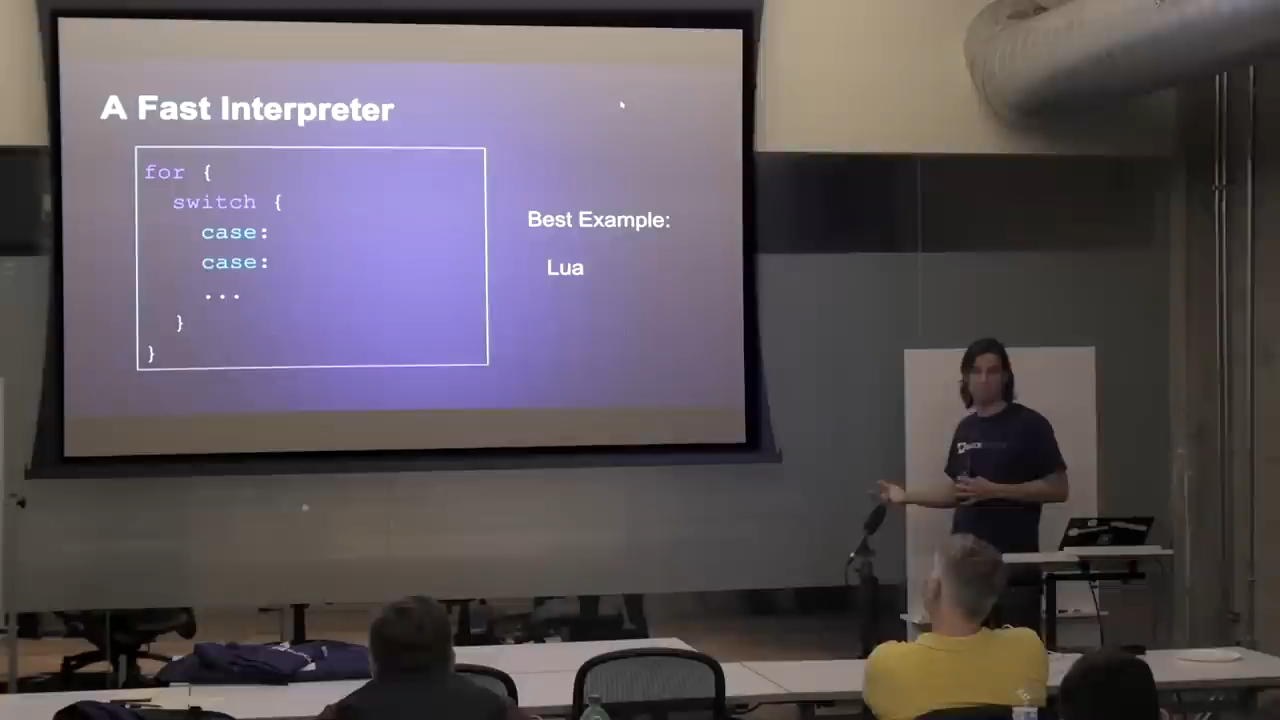 A Fast Interpreter
for {
switch {
case:
case:
...
}
}
Best Example:
Lua